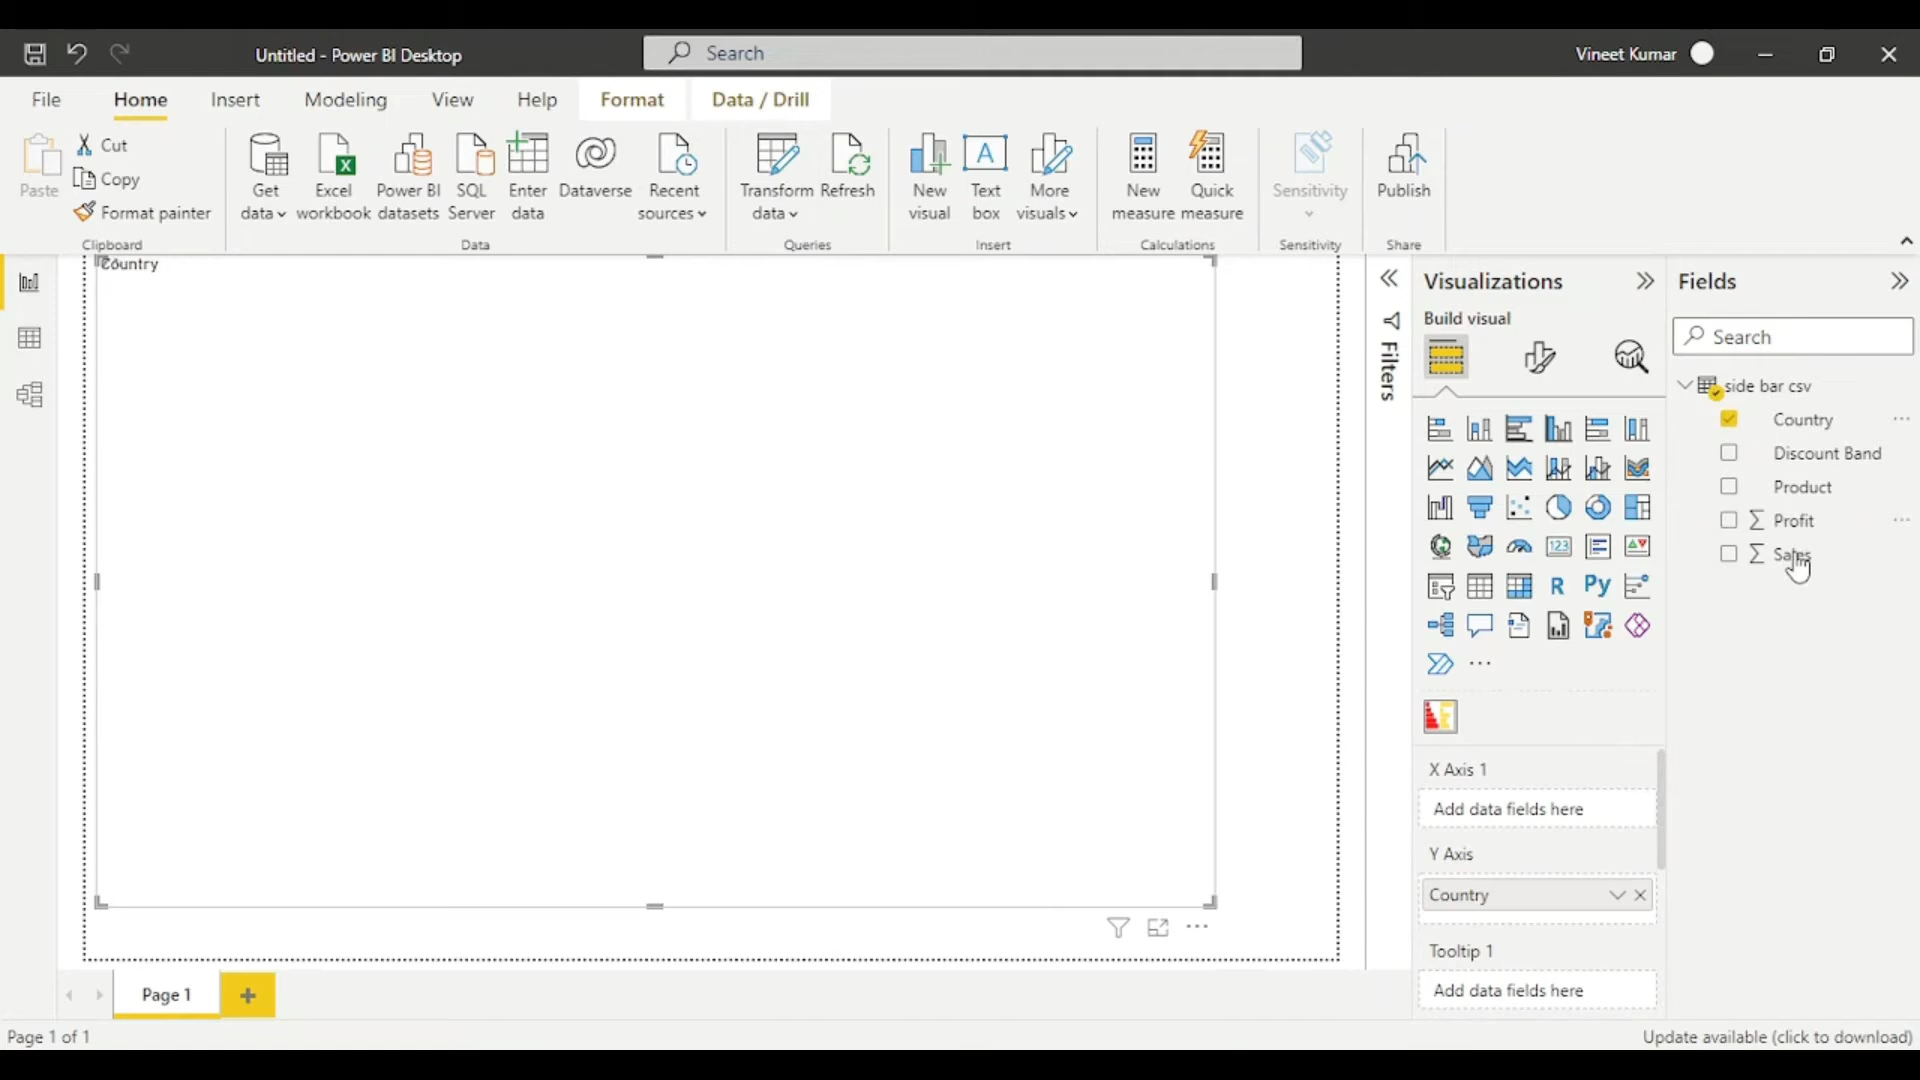 Untitled - Power BI Desktop
Search
Vineet Kumar
File
Home
Insert
Modeling
View
Help
Format
Data / Drill
Paste
Cut
Copy
Format painter
Clipboard
Get data
Excel workbook
Power BI datasets
SQL Server
Enter data
Dataverse
Recent sources
Data
Transform data
Refresh
Queries
New visual
Text box
More visuals
Insert
New measure
Quick measure
Calculations
Sensitivity
Sensitivity
Publish
Share
Country
Filters
Visualizations
Build visual
R
Py
123
X Axis 1
Add data fields here
Y Axis
Country
Tooltip 1
Add data fields here
Fields
Search
side bar csv
Country
Discount Band
Product
Profit
Sales
Page 1
Page 1 of 1
Update available (click to download)